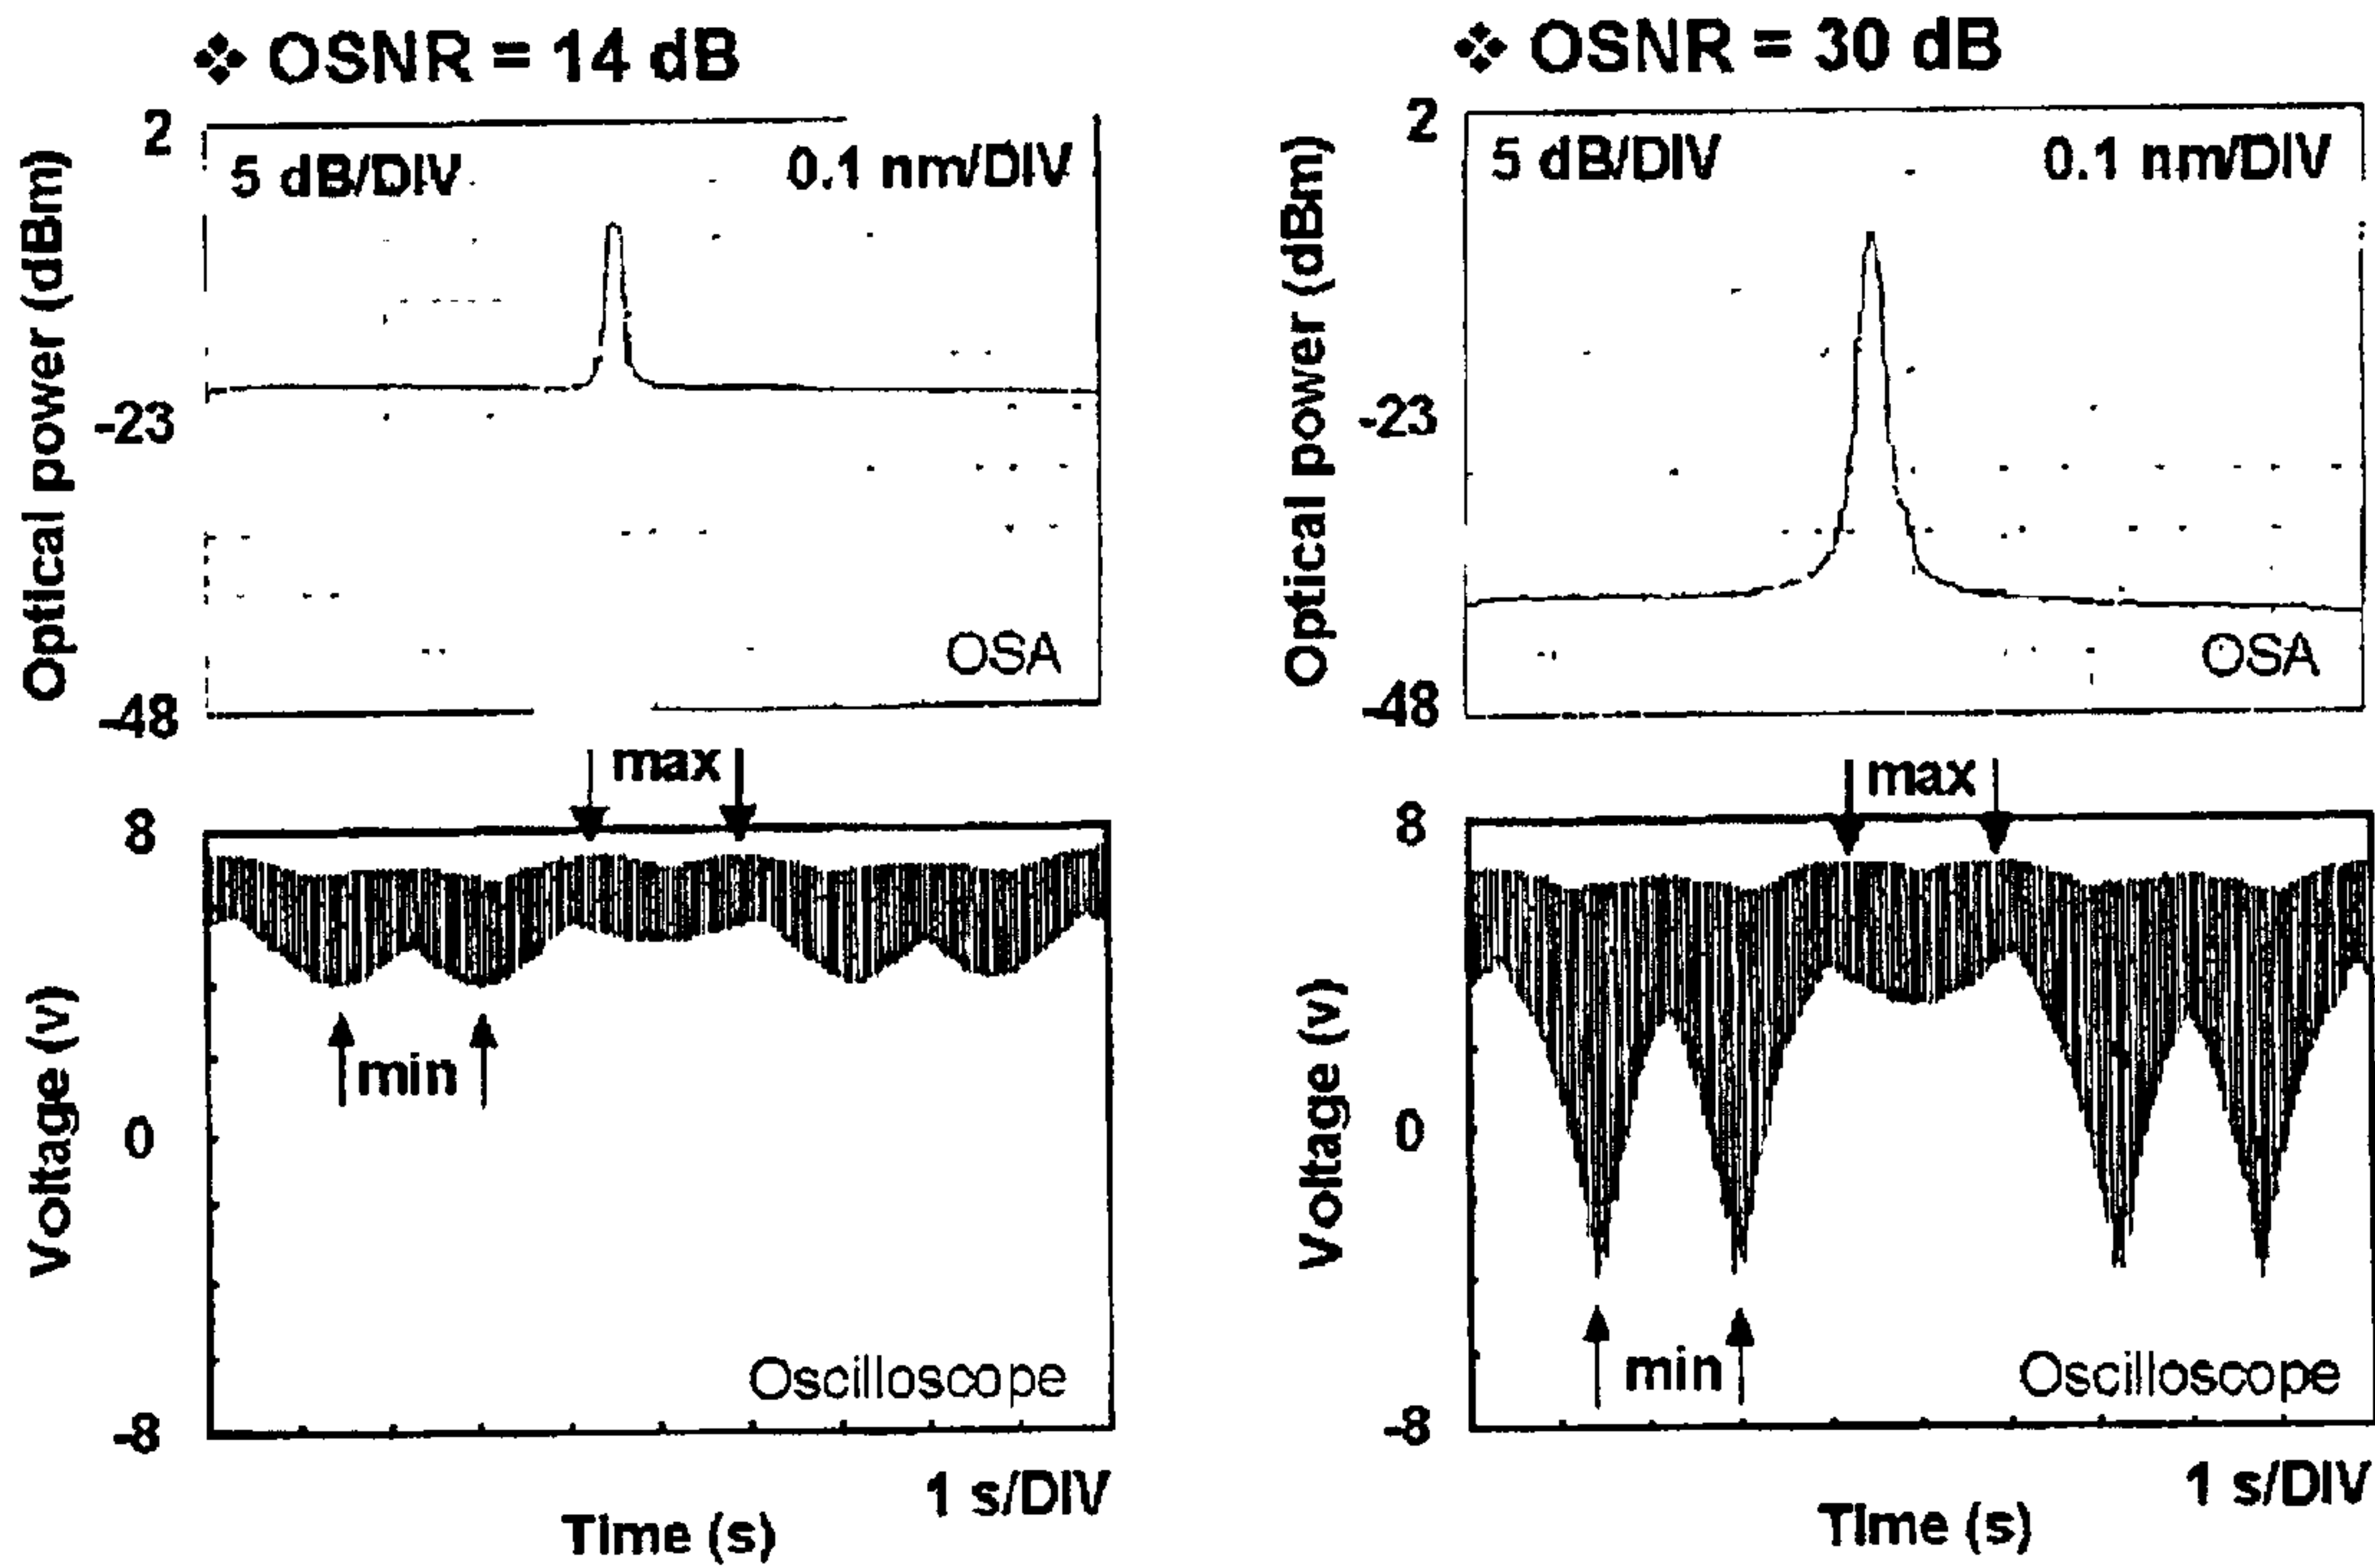 ❖ OSNR = 14 dB
2
5 dB/DIV
0.1 nm/DIV
Optical power (dBm)
-23
OSA
-48
max
8
min
Voltage (v)
0
Oscilloscope
-8
1 s/DIV
Time (s)
❖ OSNR = 30 dB
2
5 dB/DIV
0.1 nm/DIV
Optical power (dBm)
-23
OSA
-48
max
8
Voltage (v)
0
min
Oscilloscope
-8
1 s/DIV
Time (s)